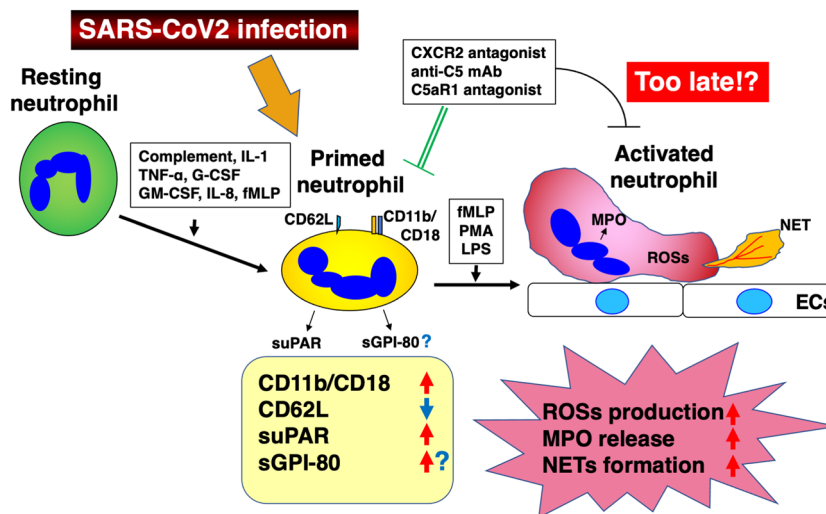 SARS-CoV2 infection
Resting
neutrophil
Complement, IL-1
TNF-α, G-CSF
GM-CSF, IL-8, fMLP
Primed
neutrophil
CD62L
CD11b/
CD18
CXCR2 antagonist
anti-C5 mAb
C5aR1 antagonist
Too late!?
Activated
neutrophil
fMLP
PMA
LPS
MPO
ROSs
NET
ECs
suPAR
sGPI-80?
CD11b/CD18
CD62L
suPAR
sGPI-80 ?
ROSs production
MPO release
NETs formation